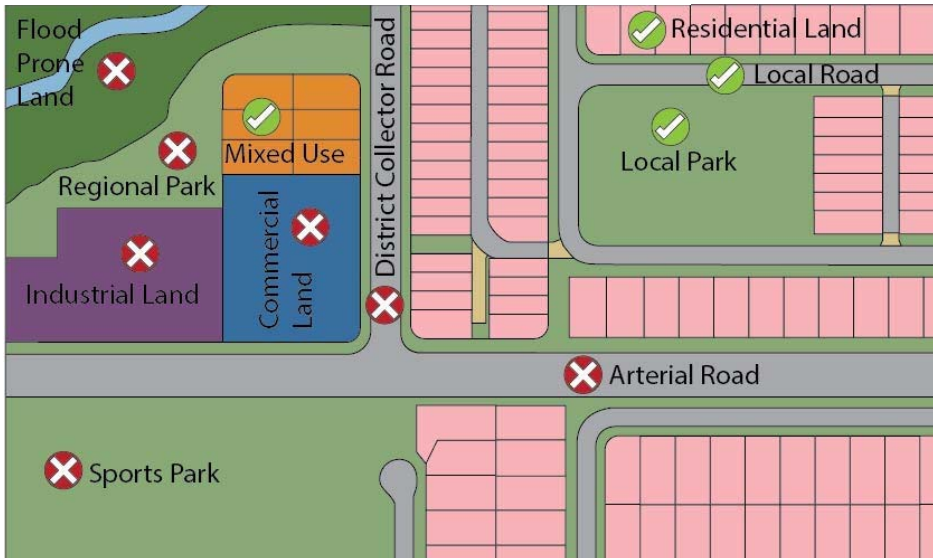 Flood
Prone
Land
Residential Land
Local Road
District Collector Road
Mixed Use
Local Park
Regional Park
Commercial
Land
Industrial Land
Arterial Road
Sports Park